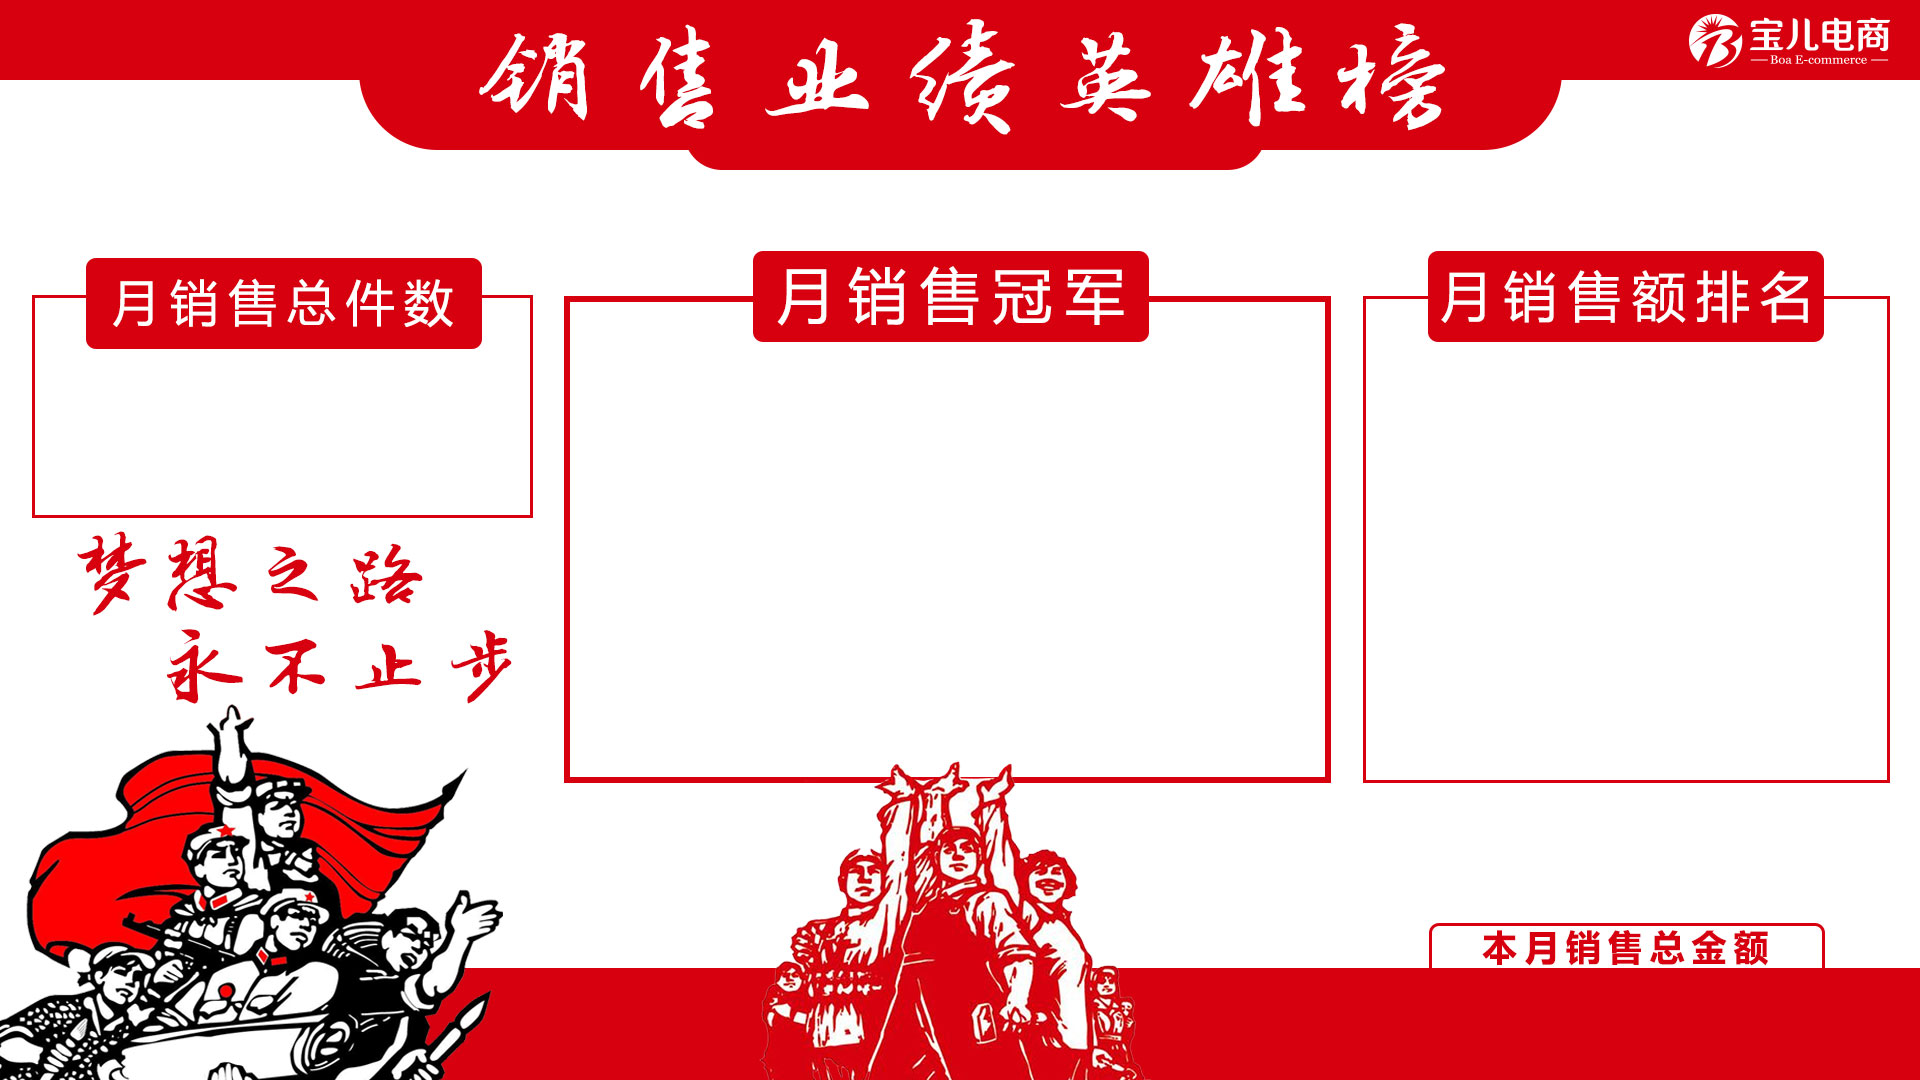 销售业绩英雄榜
宝儿电商
Boa E-commerce
月销售总件数
月销售冠军
月销售额排名
梦想之路
永不止步
本月销售总金额